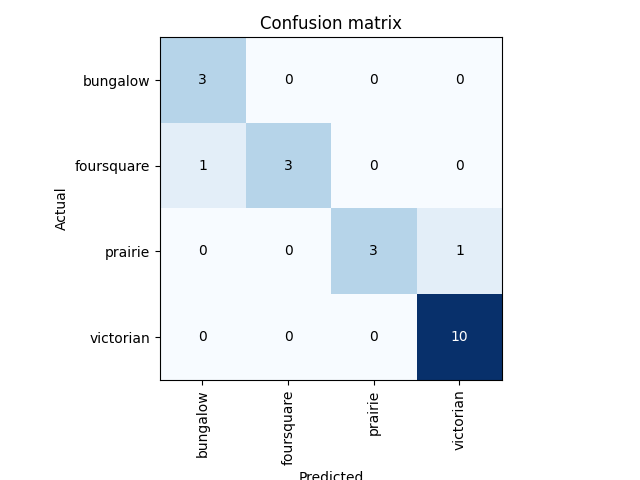 Confusion matrix
Actual
bungalow 3 0 0 0
foursquare 1 3 0 0
prairie 0 0 3 1
victorian 0 0 0 10
bungalow foursquare prairie victorian
Predicted